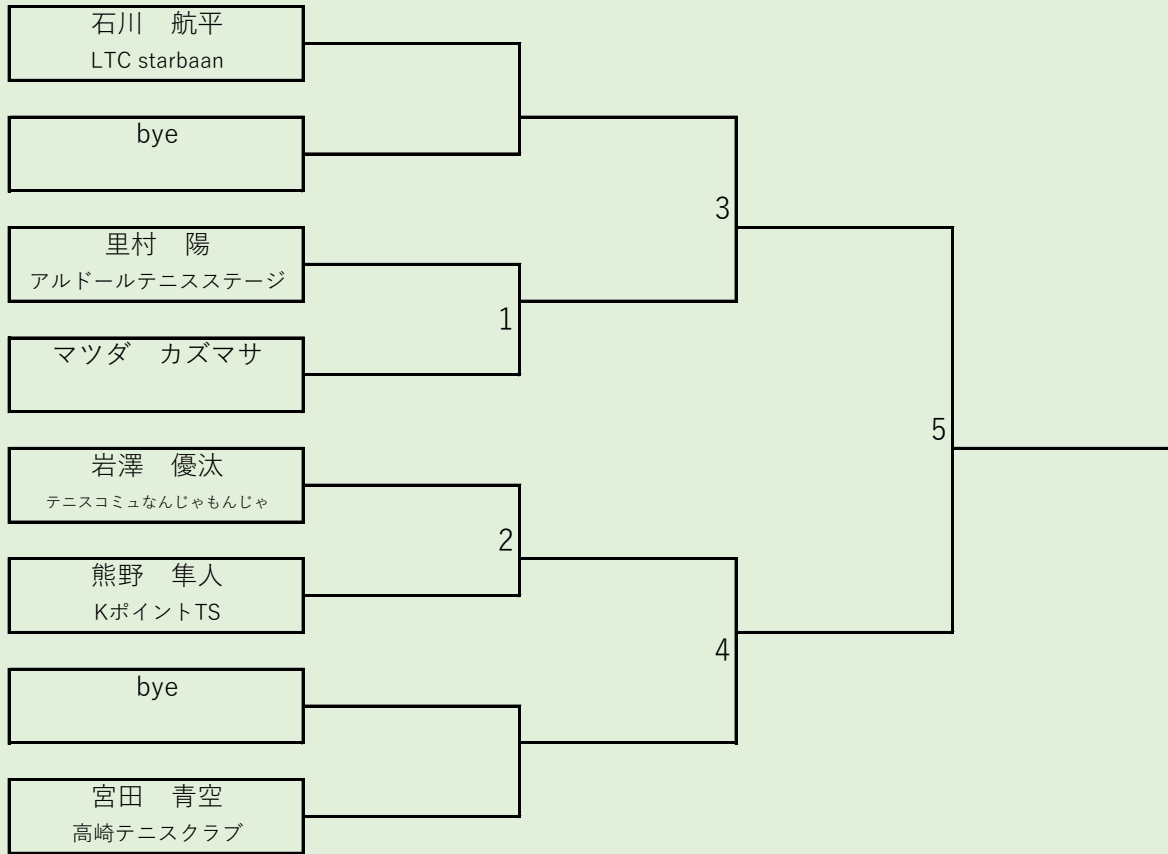 石川　航平
LTC starbaan
bye
3
里村　陽
アルドールテニスステージ
1
マツダ　カズマサ
5
岩澤　優汰
テニスコミュなんじゃもんじゃ
2
熊野　隼人
KポイントTS
4
bye
宮田　青空
高崎テニスクラブ